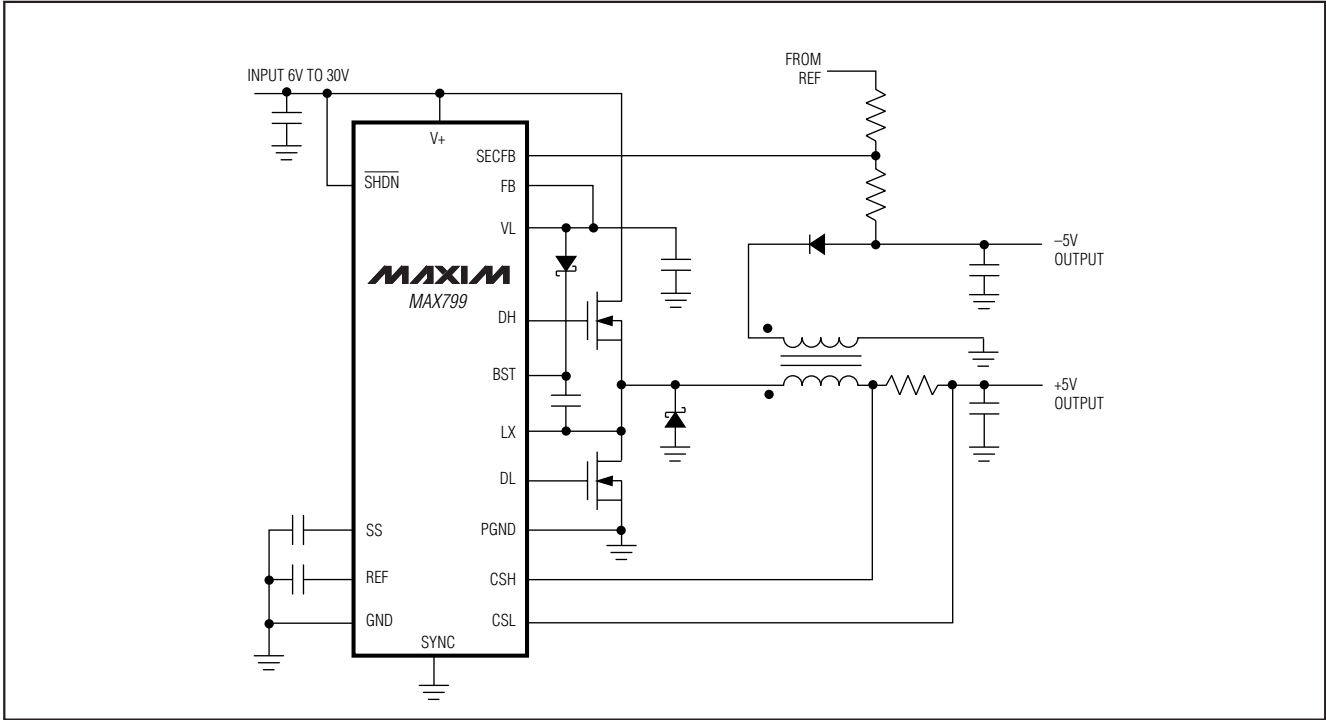 INPUT 6V TO 30V
FROM
REF
V+
SECFB
SHDN
FB
VL
–5V
OUTPUT
MAXIM
MAX799
DH
BST
+5V
OUTPUT
LX
DL
SS
PGND
REF
CSH
GND
CSL
SYNC